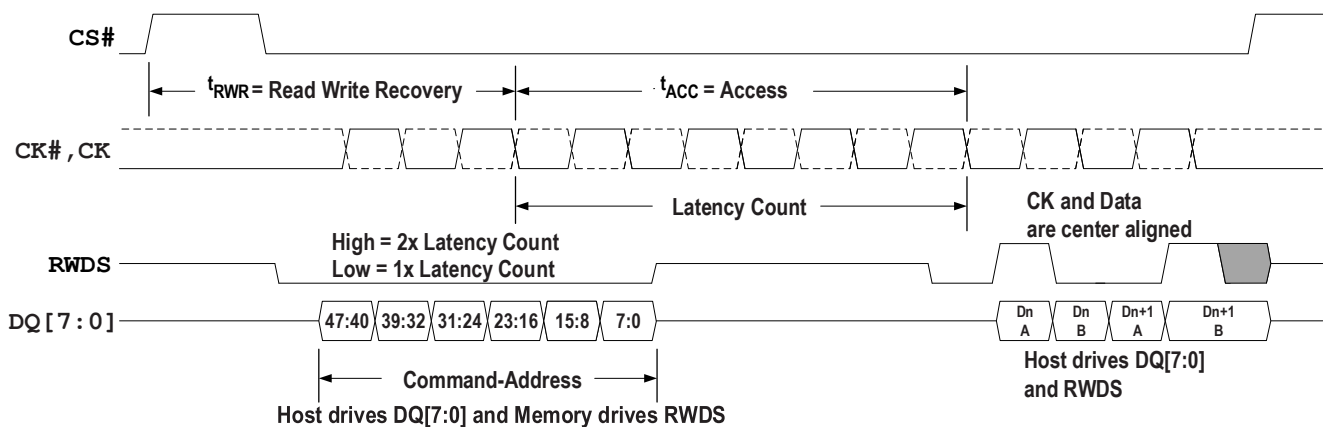 CS#
tRWR = Read Write Recovery
tACC = Access
CK#, CK
Latency Count
CK and Data
are center aligned
High = 2x Latency Count
Low = 1x Latency Count
RWDS
DQ[7:0]
47:40 39:32 31:24 23:16 15:8 7:0
Dn
A
Dn
B
Dn+1
A
Dn+1
B
Command-Address
Host drives DQ[7:0] and Memory drives RWDS
Host drives DQ[7:0]
and RWDS